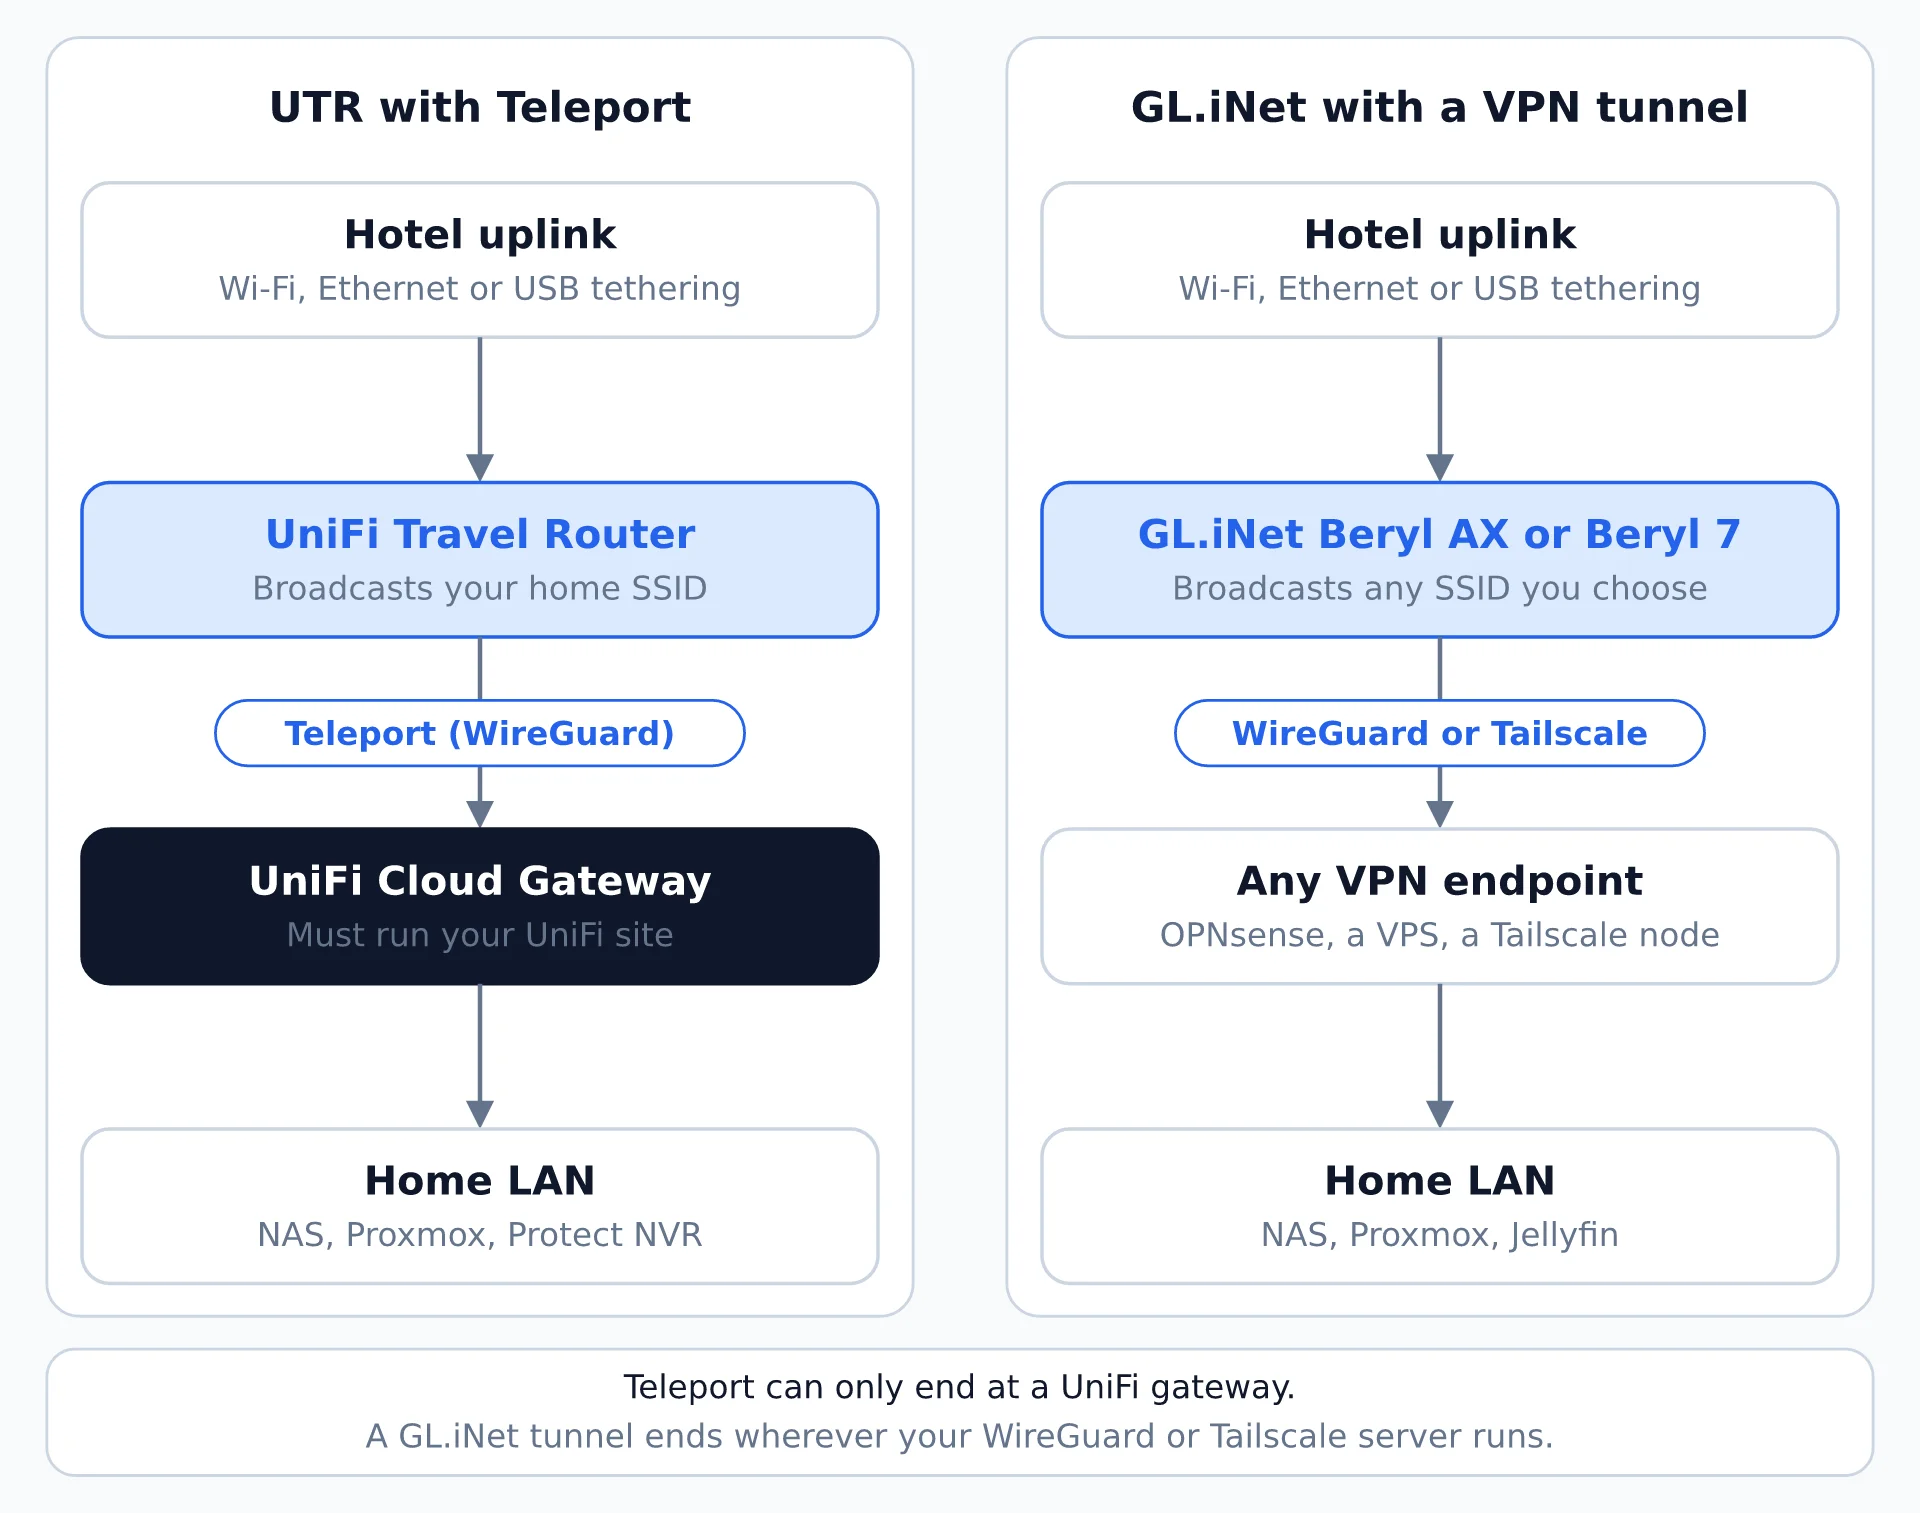 UTR with Teleport
Hotel uplink
Wi-Fi, Ethernet or USB tethering
UniFi Travel Router
Broadcasts your home SSID
Teleport (WireGuard)
UniFi Cloud Gateway
Must run your UniFi site
Home LAN
NAS, Proxmox, Protect NVR
GL.iNet with a VPN tunnel
Hotel uplink
Wi-Fi, Ethernet or USB tethering
GL.iNet Beryl AX or Beryl 7
Broadcasts any SSID you choose
WireGuard or Tailscale
Any VPN endpoint
OPNsense, a VPS, a Tailscale node
Home LAN
NAS, Proxmox, Jellyfin
Teleport can only end at a UniFi gateway.
A GL.iNet tunnel ends wherever your WireGuard or Tailscale server runs.